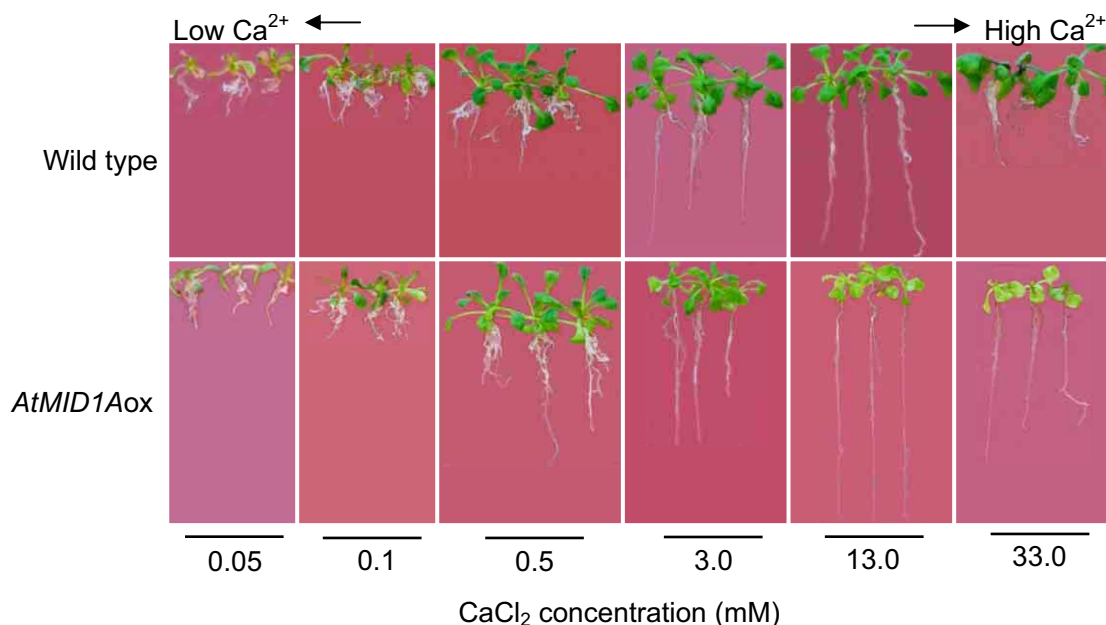 Low Ca²⁺ ← → High Ca²⁺
Wild type
AtMID1Aox
0.05 0.1 0.5 3.0 13.0 33.0
CaCl₂ concentration (mM)